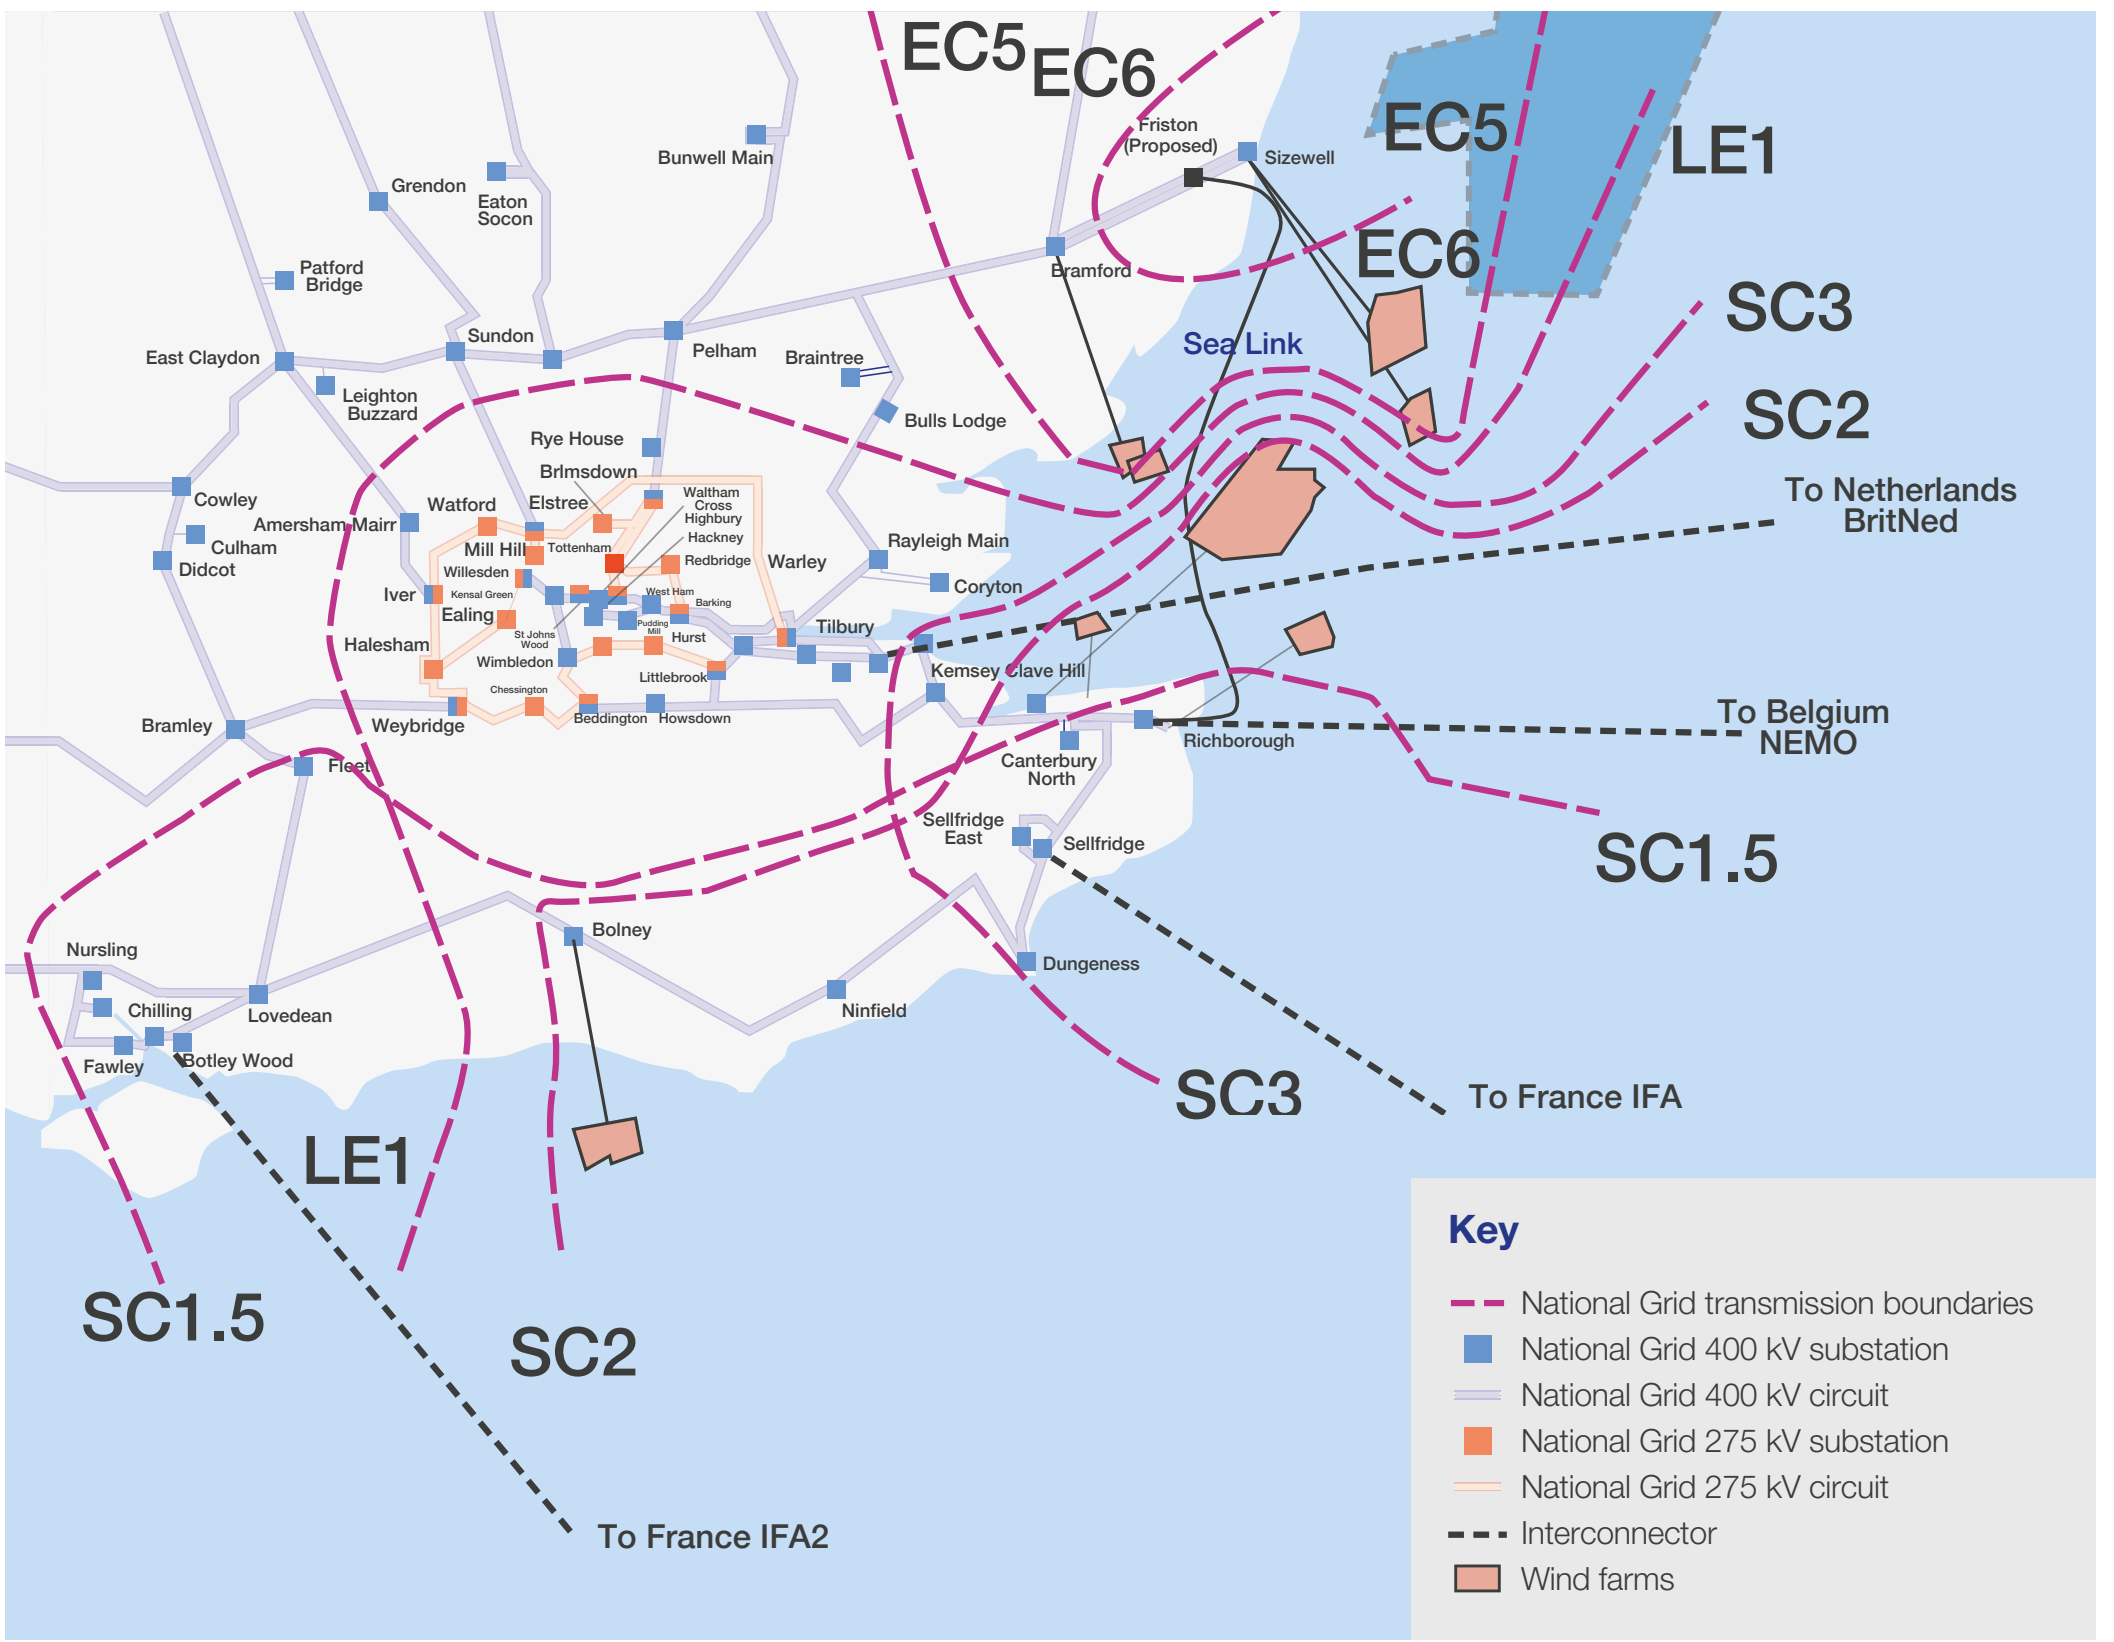 EC5
EC6
Friston
(Proposed)
Sizewell
EC5
LE1
Bunwell Main
Grendon
Eaton
Socon
EC6
Bramford
Patford
Bridge
SC3
Sundon
Sea Link
East Claydon
Pelham
Braintree
Leighton
Buzzard
Bulls Lodge
SC2
Rye House
BrImsdown
Cowley
Watford
Elstree
Waltham
Cross
To Netherlands
BritNed
Amersham Mairr
Highbury
Culham
Mill Hill
Tottenham
Hackney
Rayleigh Main
Didcot
Willesden
Redbridge
Warley
Coryton
Iver
Kensal Green
West Ham
Barking
Ealing
Pudding
Mill
Tilbury
Halesham
St Johns
Wood
Hurst
Wimbledon
Littlebrook
Kemsey
Clave Hill
Chessington
Bramley
Weybridge
Beddington
Howsdown
Richborough
To Belgium
NEMO
Fleet
Canterbury
North
Sellfridge
East
Sellfridge
SC1.5
Nursling
Bolney
Dungeness
Chilling
Lovedean
Ninfield
Fawley
Botley Wood
SC3
To France IFA
LE1
SC1.5
SC2
To France IFA2
Key
National Grid transmission boundaries
National Grid 400 kV substation
National Grid 400 kV circuit
National Grid 275 kV substation
National Grid 275 kV circuit
Interconnector
Wind farms